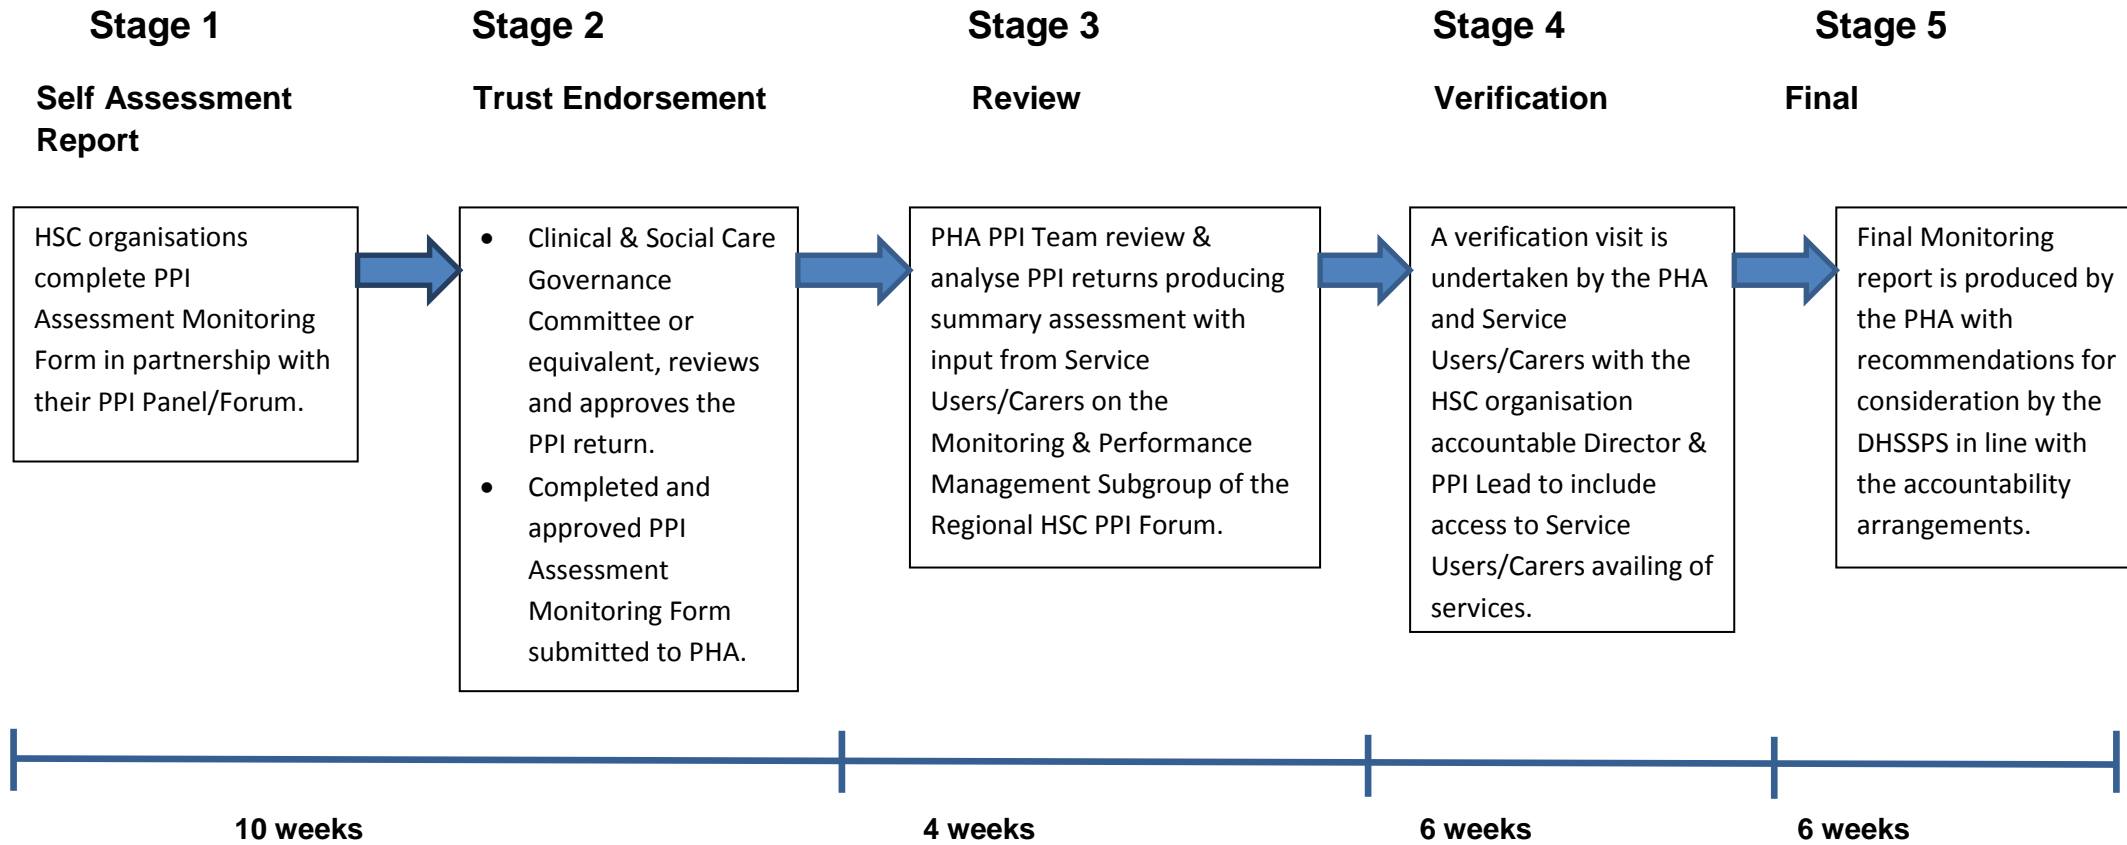 Stage 1
Self Assessment
Report
HSC organisations
complete PPI
Assessment Monitoring
Form in partnership with
their PPI Panel/Forum.
Stage 2
Trust Endorsement
• Clinical & Social Care
Governance
Committee or
equivalent, reviews
and approves the
PPI return.
• Completed and
approved PPI
Assessment
Monitoring Form
submitted to PHA.
Stage 3
Review
PHA PPI Team review &
analyse PPI returns producing
summary assessment with
input from Service
Users/Carers on the
Monitoring & Performance
Management Subgroup of the
Regional HSC PPI Forum.
Stage 4
Verification
A verification visit is
undertaken by the PHA
and Service
Users/Carers with the
HSC organisation
accountable Director &
PPI Lead to include
access to Service
Users/Carers availing of
services.
Stage 5
Final
Final Monitoring
report is produced by
the PHA with
recommendations for
consideration by the
DHSSPS in line with
the accountability
arrangements.
10 weeks
4 weeks
6 weeks
6 weeks